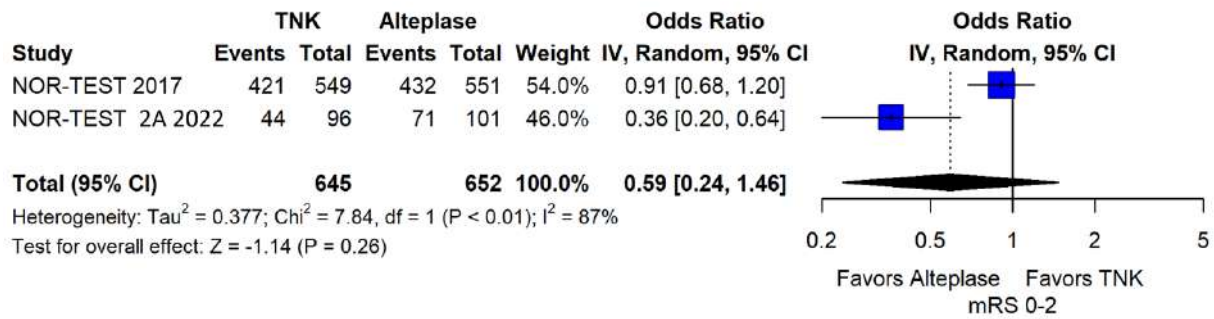 TNK Alteplase Odds Ratio Odds Ratio
Study Events Total Events Total Weight IV, Random, 95% CI IV, Random, 95% CI
NOR-TEST 2017 421 549 432 551 54.0% 0.91 [0.68, 1.20]
NOR-TEST 2A 2022 44 96 71 101 46.0% 0.36 [0.20, 0.64]
Total (95% CI) 645 652 100.0% 0.59 [0.24, 1.46]
Heterogeneity: Tau² = 0.377; Chi² = 7.84, df = 1 (P < 0.01); I² = 87%
Test for overall effect: Z = -1.14 (P = 0.26)
0.2 0.5 1 2 5
Favors Alteplase Favors TNK
mRS 0-2